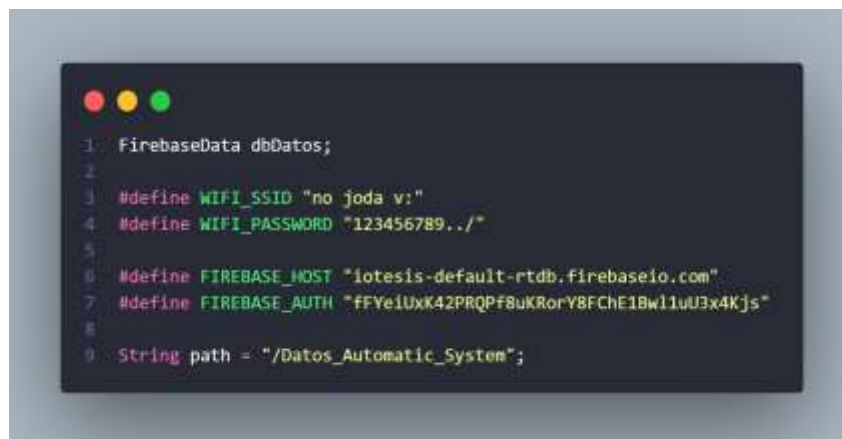 1 FirebaseData dbDatos;
2
3 #define WIFI_SSID "no joda v:"
4 #define WIFI_PASSWORD "123456789../"
5
6 #define FIREBASE_HOST "iotesis-default-rtdb.firebaseio.com"
7 #define FIREBASE_AUTH "fFYeiUxK42PRQPf8uKRorY8FChE1Bwl1uU3x4Kjs"
8
9 String path = "/Datos_Automatic_System";